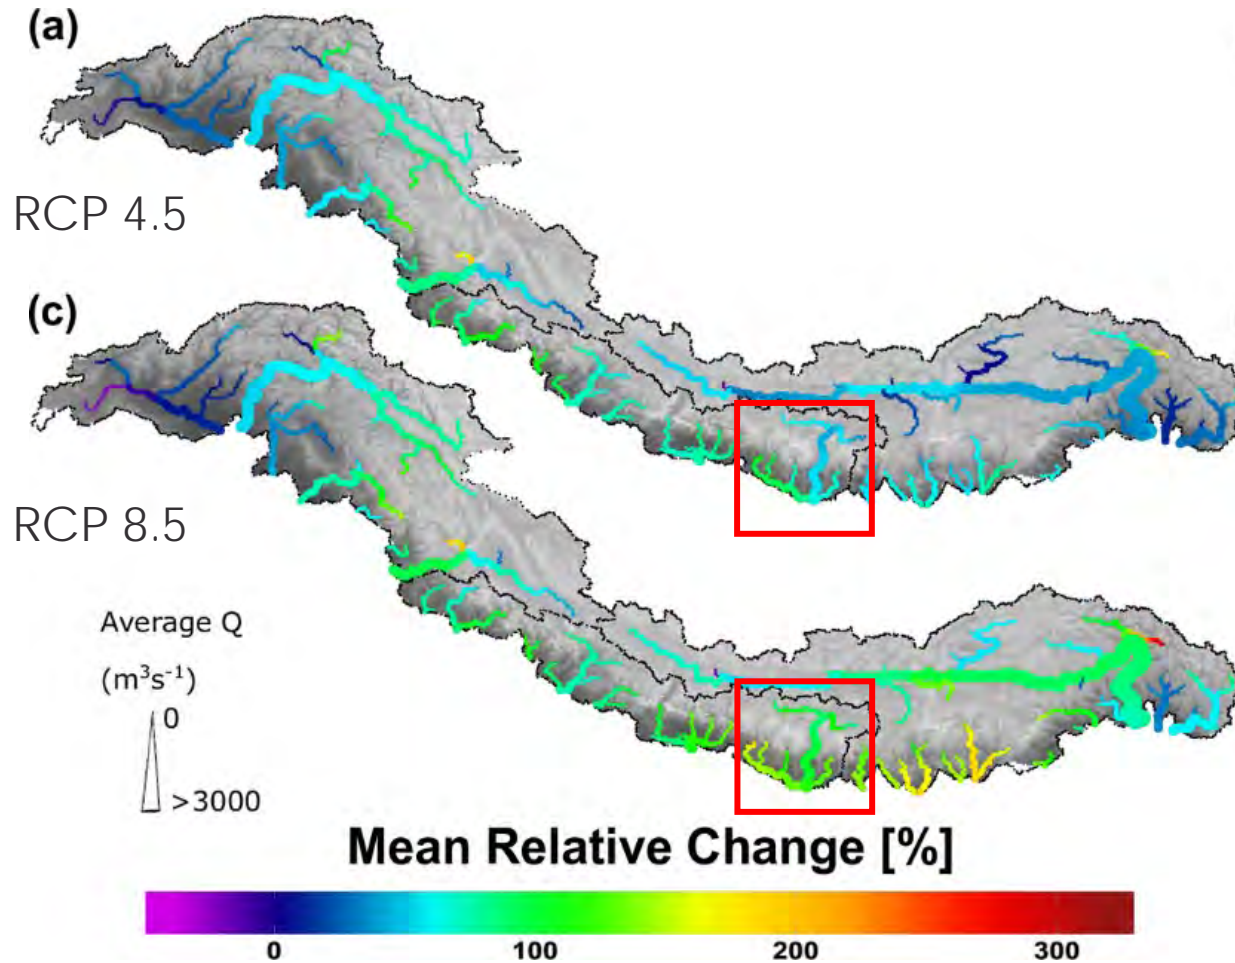 (a)
RCP 4.5
(c)
RCP 8.5
Average Q
(m³s⁻¹)
0
>3000
Mean Relative Change [%]
0 100 200 300